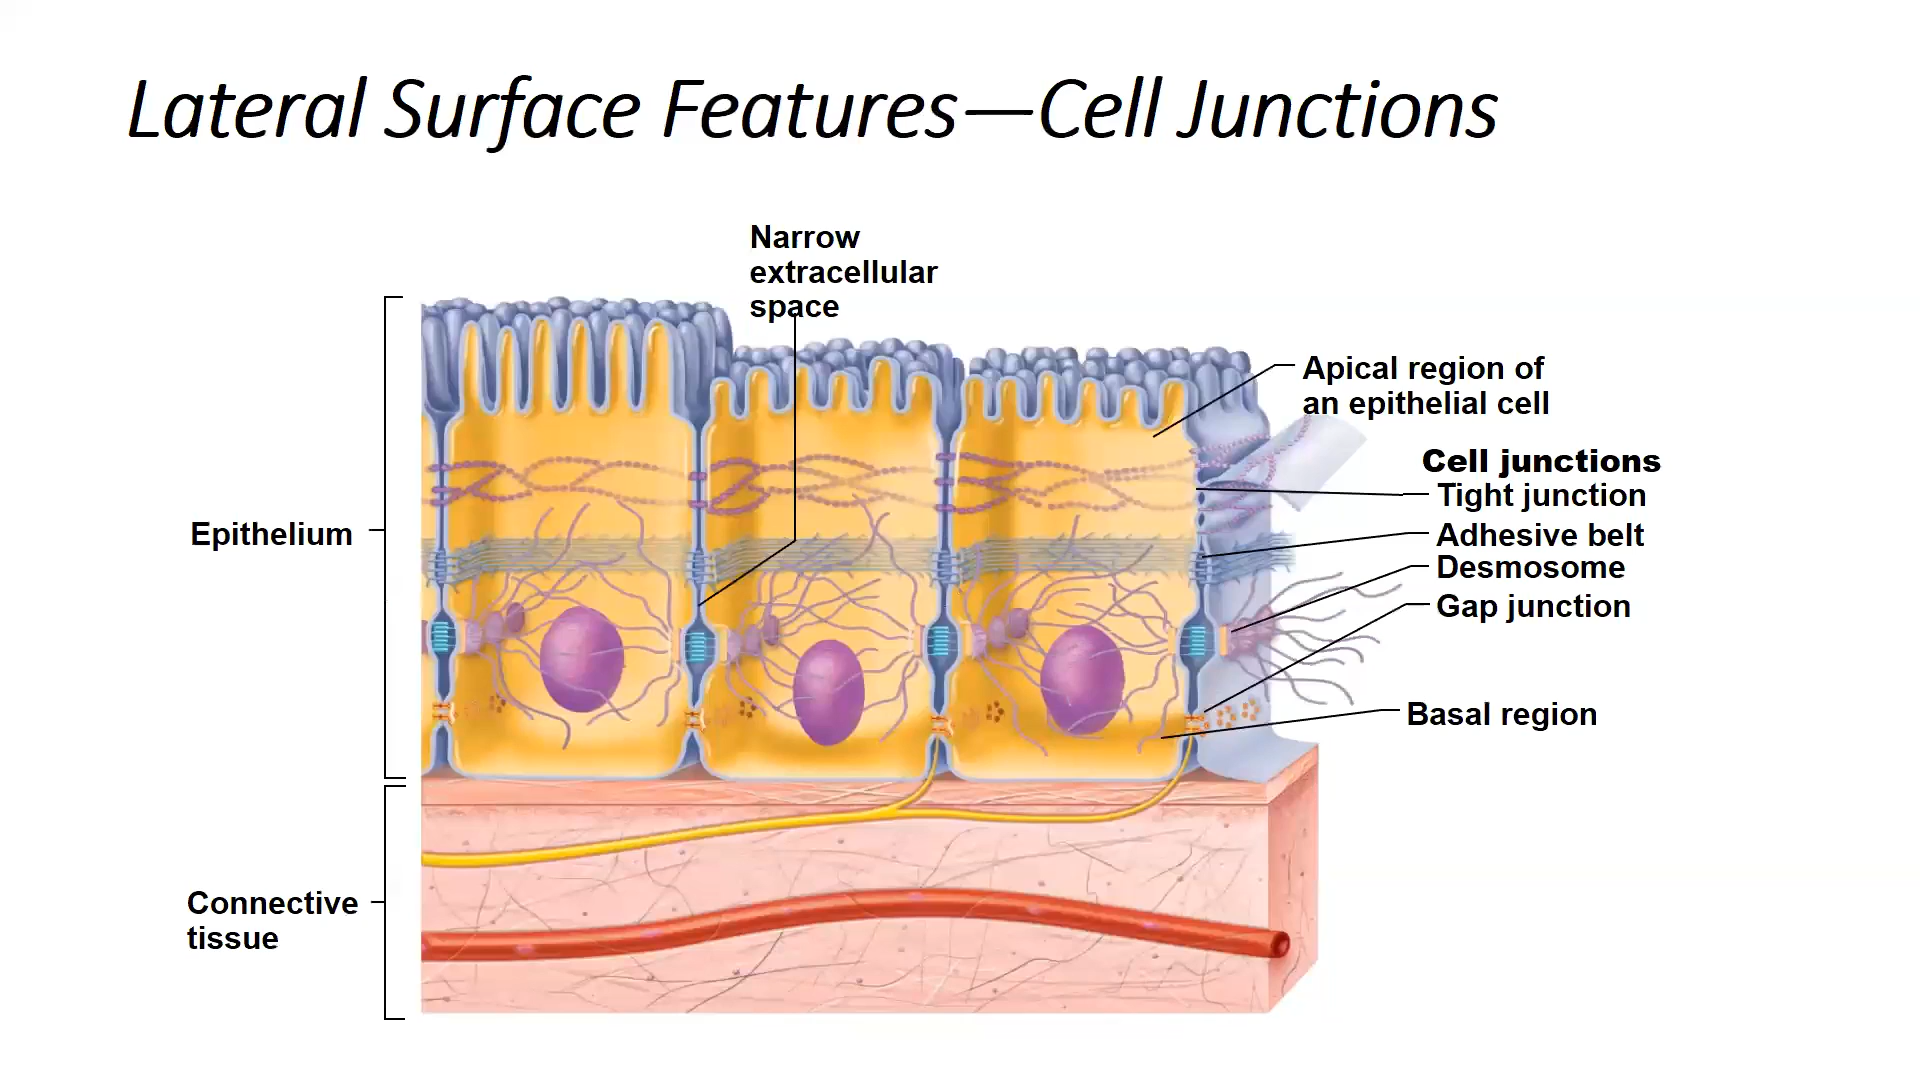 Lateral Surface Features—Cell Junctions
Narrow
extracellular
space
Apical region of
an epithelial cell
Cell junctions
Tight junction
Adhesive belt
Desmosome
Gap junction
Basal region
Epithelium
Connective
tissue